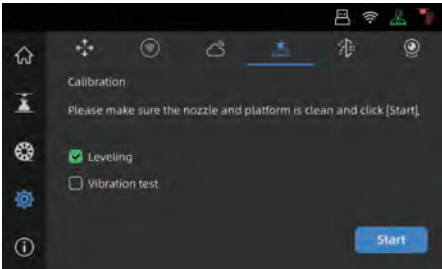 Calibration
Please make sure the nozzle and platform is clean and click [Start].
Leveling
Vibration test
Start